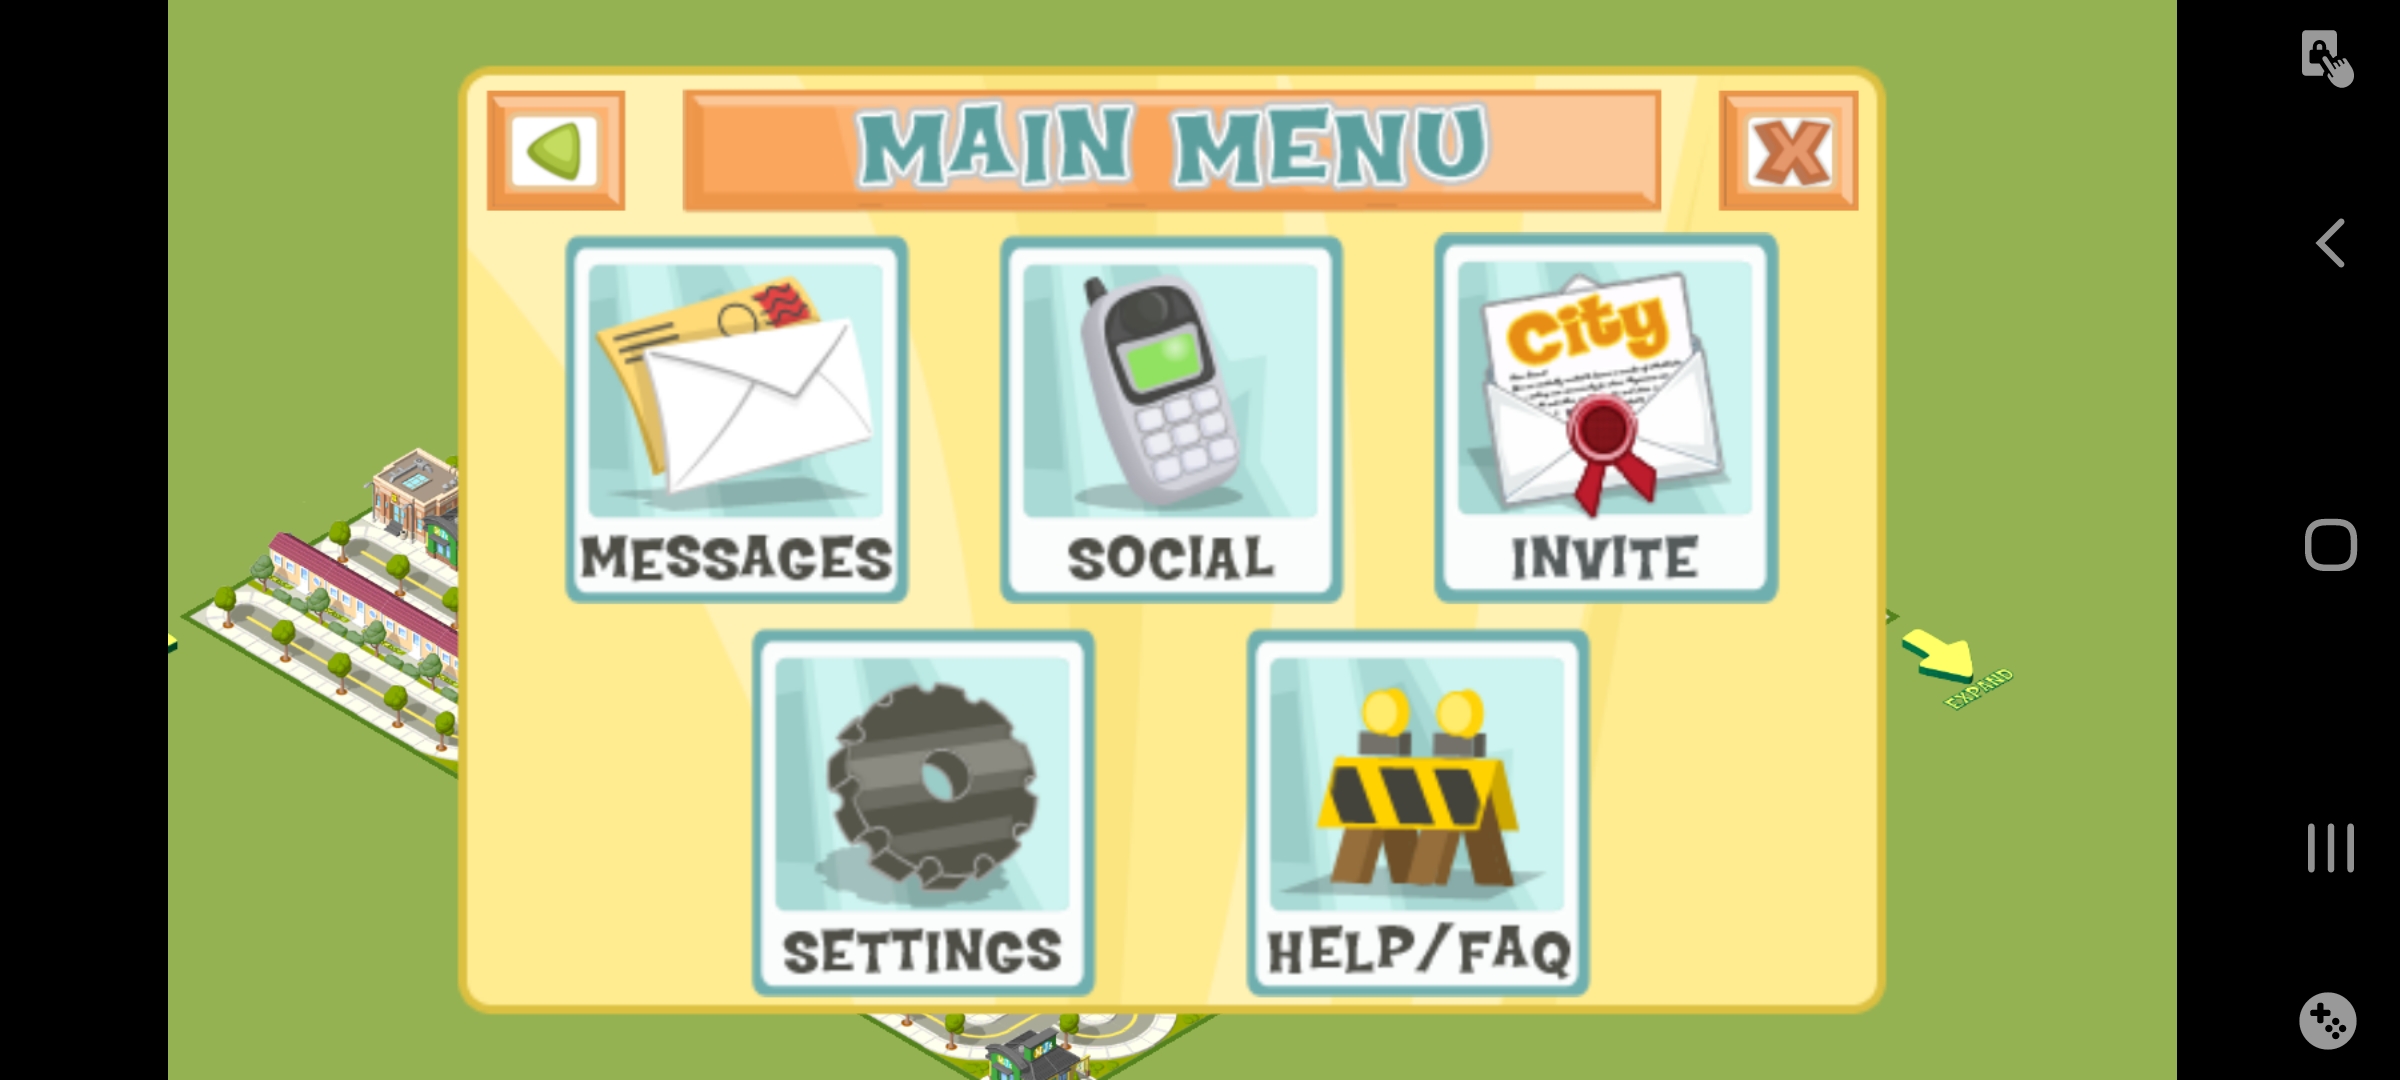 MAIN MENU
MESSAGES
SOCIAL
City
INVITE
EXPAND
SETTINGS
HELP/FAQ